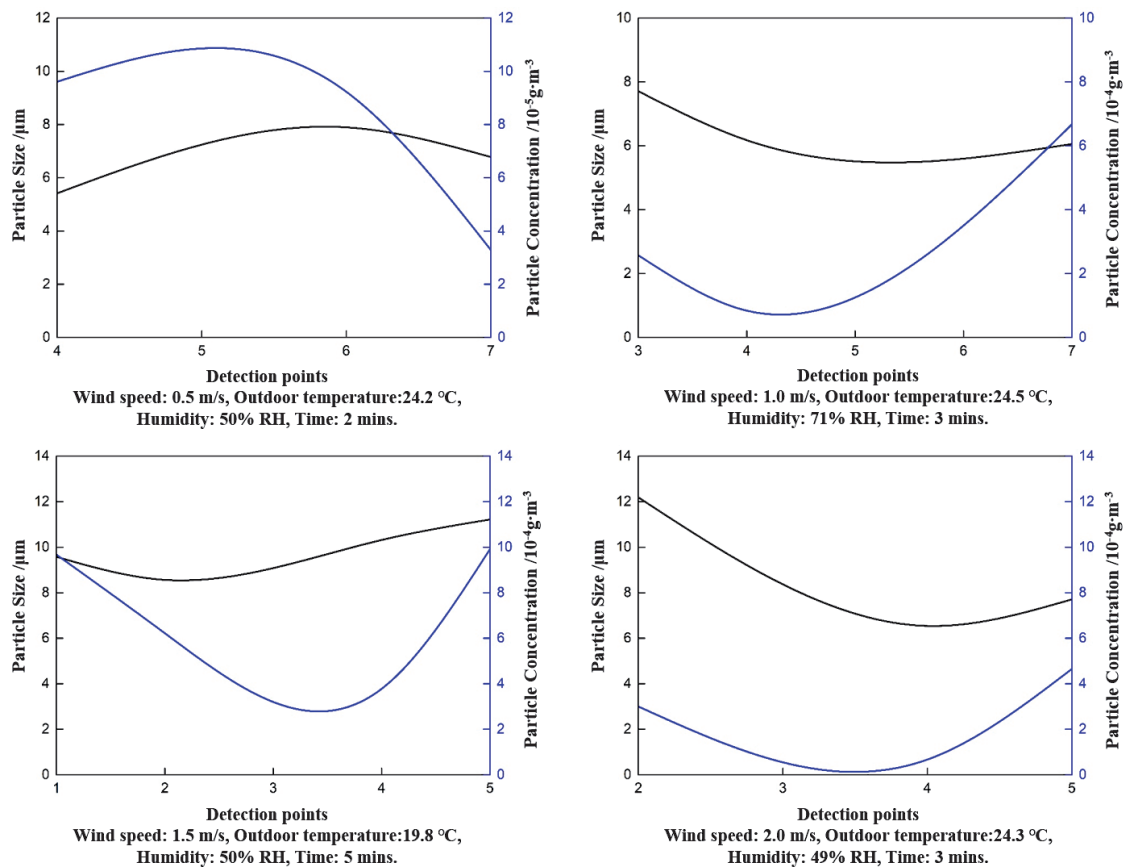 12
10
8
6
4
2
0
Particle Size /μm
12
10
8
6
4
2
0
Particle Concentration /10⁻⁵g·m⁻³
4 5 6 7
Detection points
Wind speed: 0.5 m/s, Outdoor temperature:24.2 °C,
Humidity: 50% RH, Time: 2 mins.
10
8
6
4
2
0
Particle Size /μm
10
8
6
4
2
0
Particle Concentration /10⁻⁴g·m⁻³
3 4 5 6 7
Detection points
Wind speed: 1.0 m/s, Outdoor temperature:24.5 °C,
Humidity: 71% RH, Time: 3 mins.
14
12
10
8
6
4
2
0
Particle Size /μm
14
12
10
8
6
4
2
0
Particle Concentration /10⁻⁴g·m⁻³
1 2 3 4 5
Detection points
Wind speed: 1.5 m/s, Outdoor temperature:19.8 °C,
Humidity: 50% RH, Time: 5 mins.
14
12
10
8
6
4
2
0
Particle Size /μm
14
12
10
8
6
4
2
0
Particle Concentration /10⁻⁴g·m⁻³
2 3 4 5
Detection points
Wind speed: 2.0 m/s, Outdoor temperature:24.3 °C,
Humidity: 49% RH, Time: 3 mins.